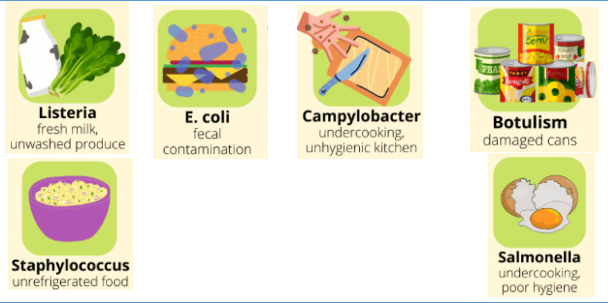 Listeria
fresh milk,
unwashed produce
E. coli
fecal
contamination
Campylobacter
undercooking,
unhygienic kitchen
Botulism
damaged cans
Staphylococcus
unrefrigerated food
Salmonella
undercooking,
poor hygiene